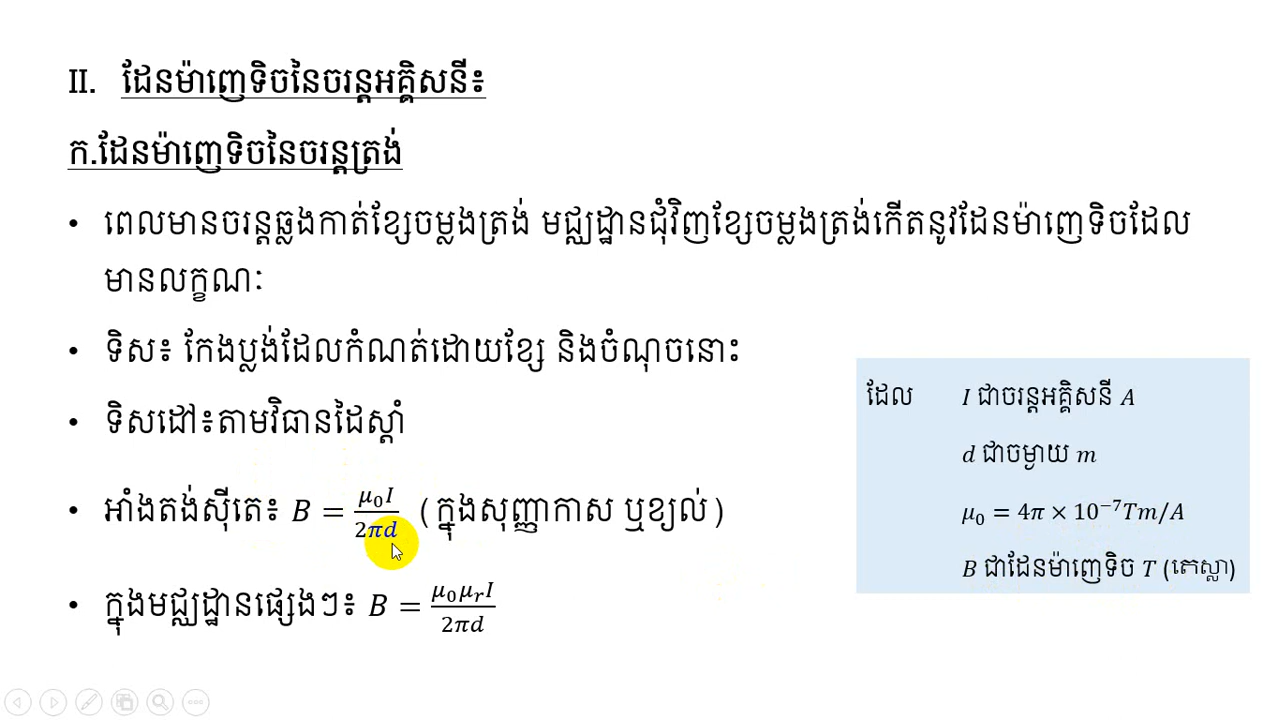 II. ដែនម៉ាញេទិចនៃចរន្តអគ្គិសនី៖
ក.ដែនម៉ាញេទិចនៃចរន្តត្រង់
• ពេលមានចរន្តឆ្លងកាត់ខ្សែចម្លងត្រង់ មជ្ឈដ្ឋានជុំវិញខ្សែចម្លងត្រង់កើតនូវដែនម៉ាញេទិចដែល
មានលក្ខណៈ
• ទិស៖ កែងប្លង់ដែលកំណត់ដោយខ្សែ និងចំណុចនោះ
• ទិសដៅ៖តាមវិធានដៃស្តាំ
• អាំងតង់ស៊ីតេ៖ B = μ₀I / 2πd (ក្នុងសុញ្ញាកាស ឬខ្យល់)
• ក្នុងមជ្ឈដ្ឋានផ្សេងៗ៖ B = μ₀μᵣI / 2πd
ដែល I ជាចរន្តអគ្គិសនី A
d ជាចម្ងាយ m
μ₀ = 4π × 10⁻⁷Tm/A
B ជាដែនម៉ាញេទិច T (តេស្លា)